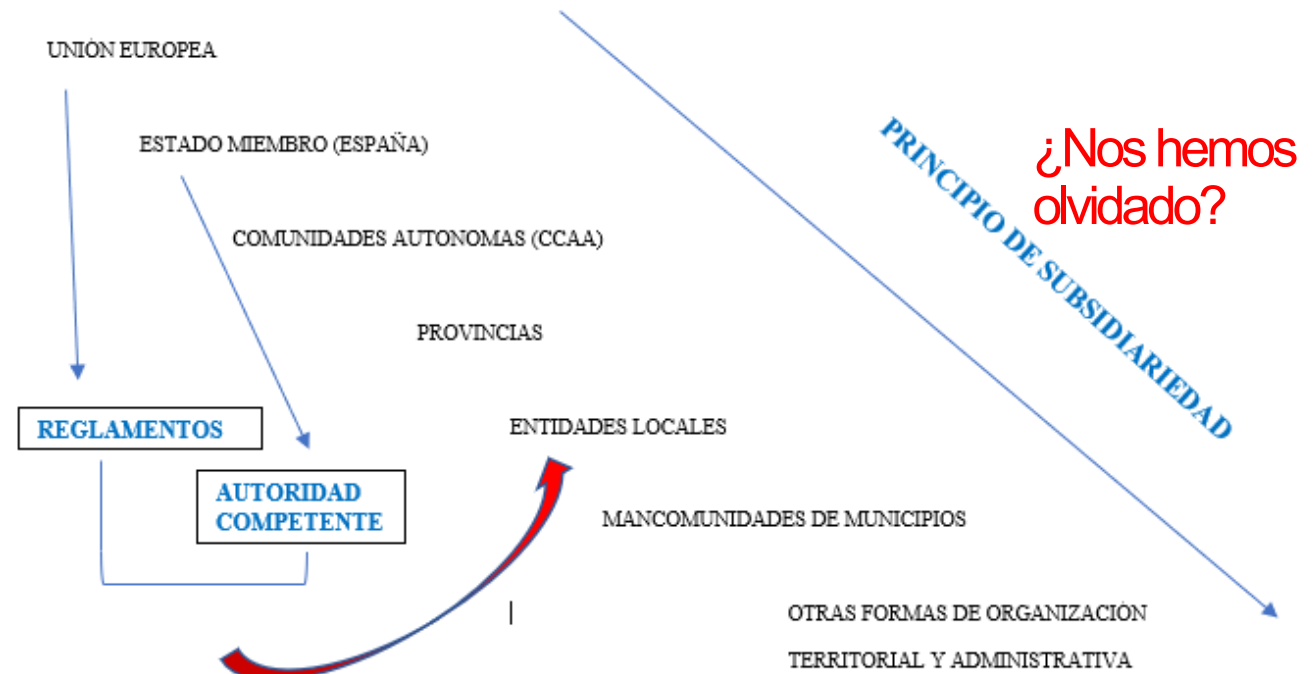 UNIÓN EUROPEA
ESTADO MIEMBRO (ESPAÑA)
COMUNIDADES AUTONOMAS (CCAA)
PROVINCIAS
REGLAMENTOS
ENTIDADES LOCALES
AUTORIDAD
COMPETENTE
MANCOMUNIDADES DE MUNICIPIOS
OTRAS FORMAS DE ORGANIZACIÓN
TERRITORIAL Y ADMINISTRATIVA
PRINCIPIO DE SUBSIDIARIEDAD
¿Nos hemos
olvidado?